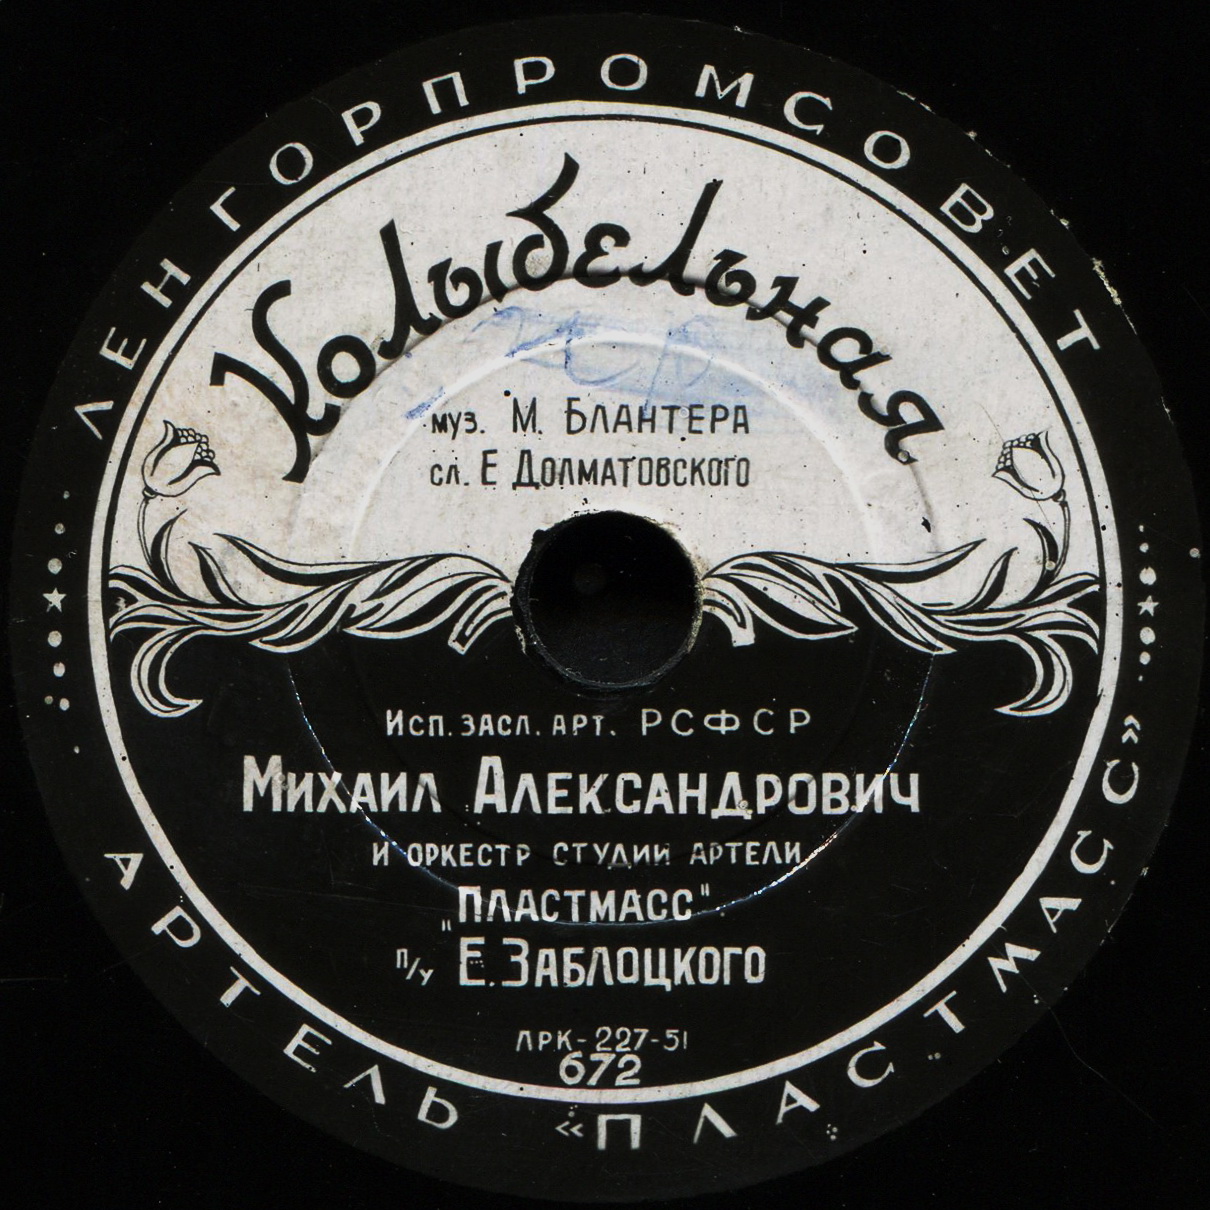 ЛЕНГОРПРОМСОВЕТ
Колыбельная
муз. М. БЛАНТЕРА
сл. Е ДОЛМАТОВСКОГО
Исп. засл. арт. РСФСР
МИХАИЛ АЛЕКСАНДРОВИЧ
и оркестр студии артели
„ПЛАСТМАСС"
п/у Е. ЗАБЛОЦКОГО
ЛРК-227-51
672
АРТЕЛЬ «ПЛАСТМАСС»